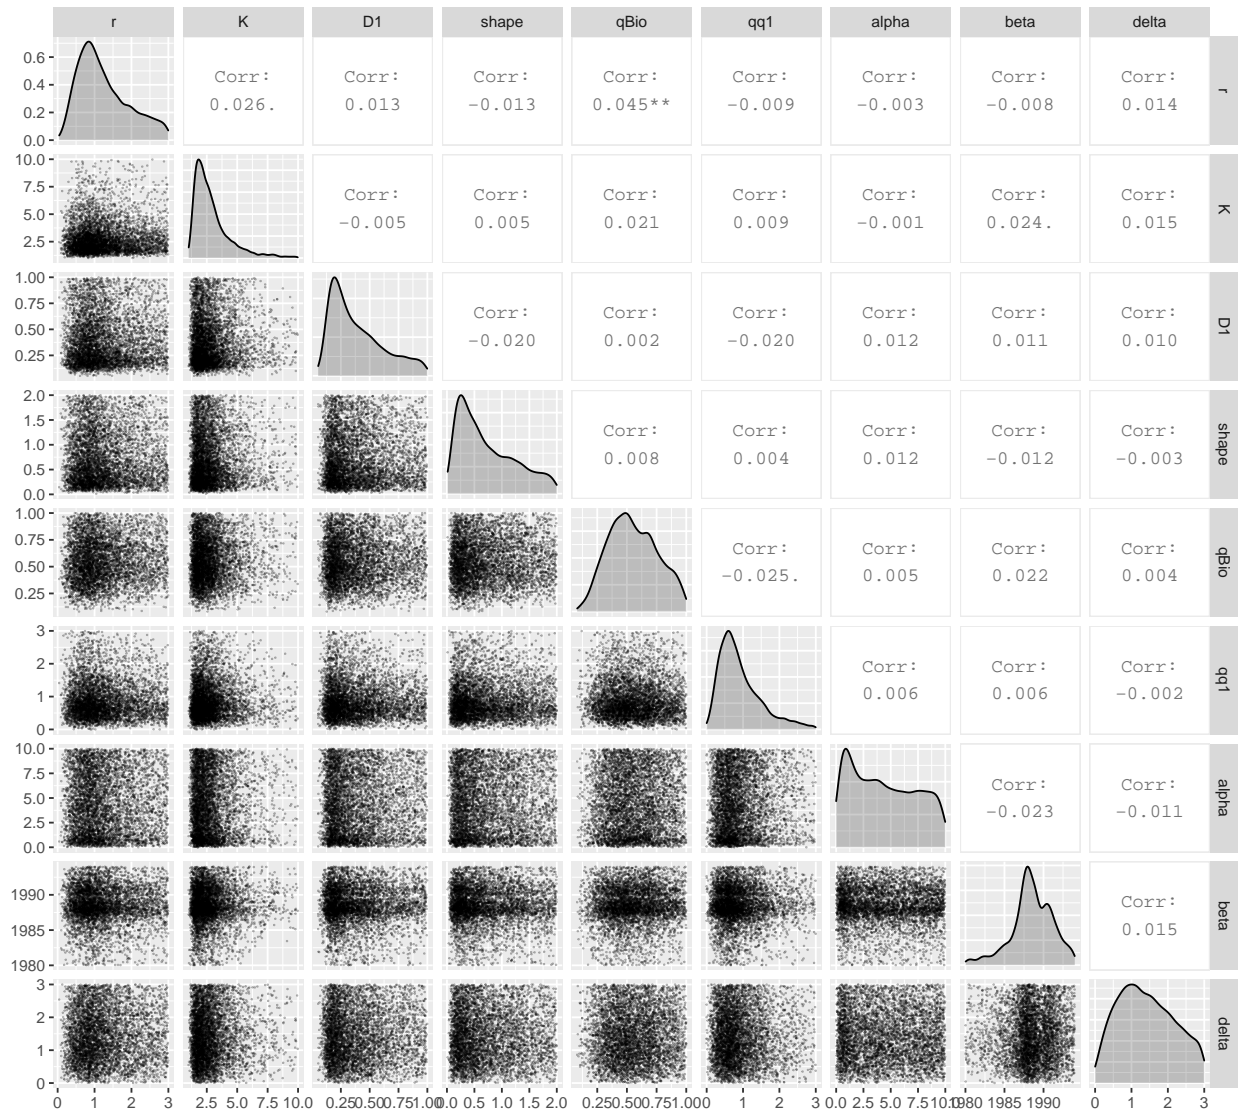 r K D1 shape qBio qq1 alpha beta delta
0.6
0.4
0.2
0.0
Corr: Corr: Corr: Corr: Corr: Corr: Corr: Corr:
0.026. 0.013 -0.013 0.045** -0.009 -0.003 -0.008 0.014
r
10.0
7.5
5.0
2.5
Corr: Corr: Corr: Corr: Corr: Corr: Corr:
-0.005 0.005 0.021 0.009 -0.001 0.024. 0.015
K
1.00
0.75
0.50
0.25
Corr: Corr: Corr: Corr: Corr: Corr:
-0.020 0.002 -0.020 0.012 0.011 0.010
D1
2.0
1.5
1.0
0.5
0.0
Corr: Corr: Corr: Corr: Corr:
0.008 0.004 0.012 -0.012 -0.003
shape
1.00
0.75
0.50
0.25
Corr: Corr: Corr: Corr:
-0.025. 0.005 0.022 0.004
qBio
3
2
1
0
Corr: Corr: Corr:
0.006 0.006 -0.002
qq1
10.0
7.5
5.0
2.5
0.0
Corr: Corr:
-0.023 -0.011
alpha
1990
1985
1980
Corr:
0.015
beta
3
2
1
0
delta
0 1 2 3 2.5 5.0 7.5 10.0 0.25 0.50 0.75 1.00 0.0 0.5 1.0 1.5 2.0 0.25 0.50 0.75 1.00 0 1 2 3 0.0 2.5 5.0 7.5 10.0 1980 1985 1990 0 1 2 3